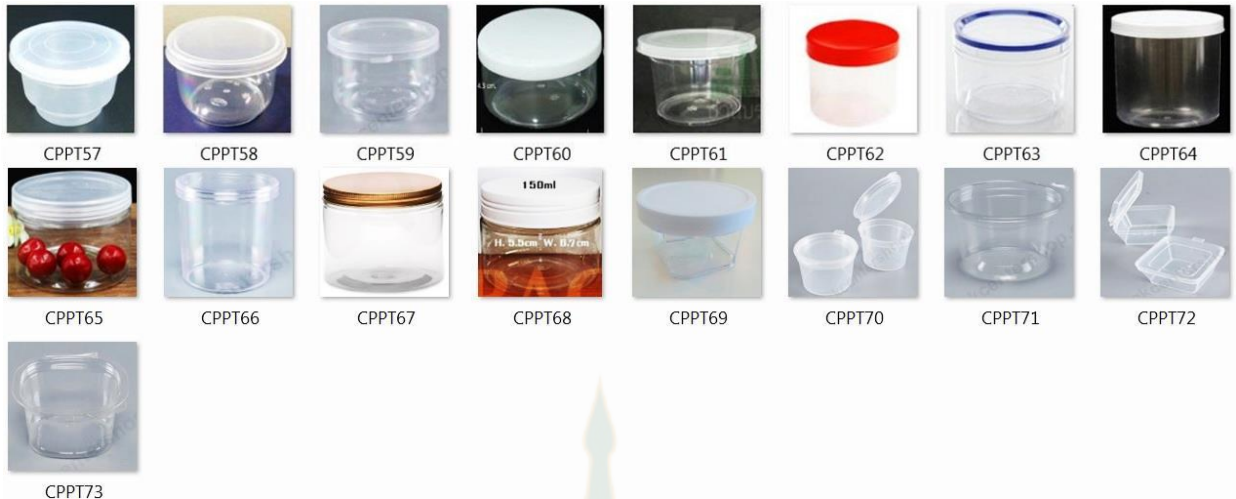 CPPT57 CPPT58 CPPT59 CPPT60 CPPT61 CPPT62 CPPT63 CPPT64
150ml
H. 5.5cm W. 6.7cm
CPPT65 CPPT66 CPPT67 CPPT68 CPPT69 CPPT70 CPPT71 CPPT72
CPPT73